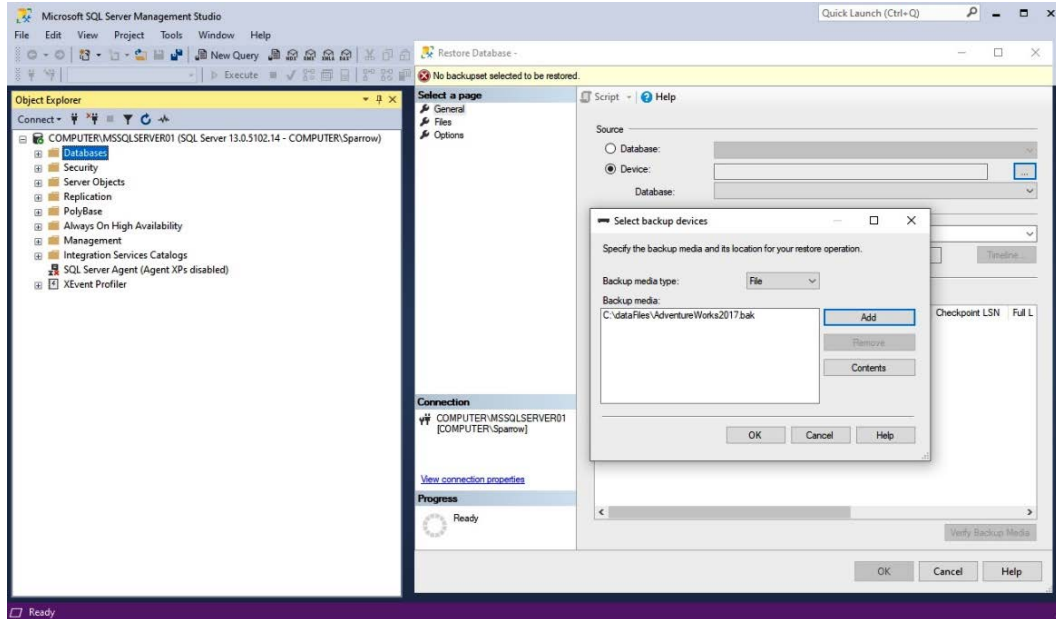 Microsoft SQL Server Management Studio
Quick Launch (Ctrl+Q)
File Edit View Project Tools Window Help
New Query
Execute
Object Explorer
Connect
COMPUTER\MSSQLSERVER01 (SQL Server 13.0.5102.14 - COMPUTER\Sparrow)
Databases
Security
Server Objects
Replication
PolyBase
Always On High Availability
Management
Integration Services Catalogs
SQL Server Agent (Agent XPs disabled)
XEvent Profiler
Restore Database -
No backupset selected to be restored.
Select a page
General
Files
Options
Script Help
Source
Database:
Device:
...
Database:
Timeline...
Checkpoint LSN Full L
Select backup devices
Specify the backup media and its location for your restore operation.
Backup media type: File
Backup media:
C:\dataFiles\AdventureWorks2017.bak
Add
Remove
Contents
OK Cancel Help
Connection
COMPUTER\MSSQLSERVER01
[COMPUTER\Sparrow]
View connection properties
Progress
Ready
Verify Backup Media
OK Cancel Help
Ready